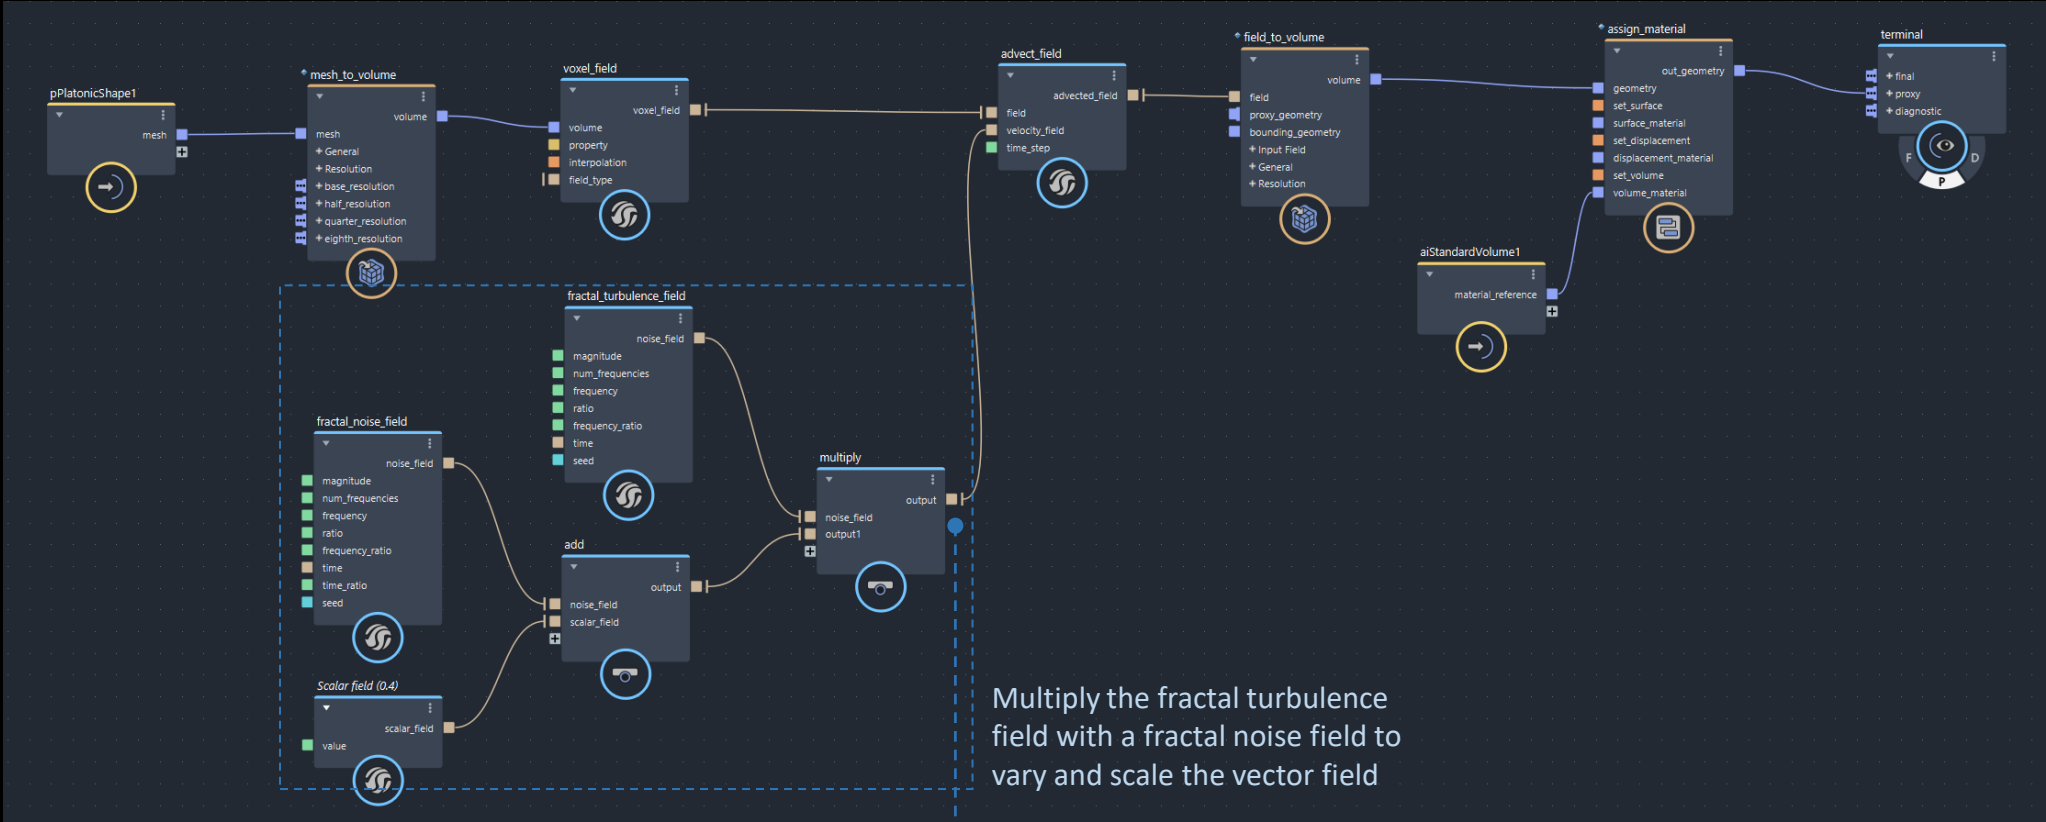 pPlatonicShape1
mesh
mesh_to_volume
volume
mesh
General
Resolution
base_resolution
half_resolution
quarter_resolution
eighth_resolution
voxel_field
voxel_field
volume
property
interpolation
field_type
advect_field
advected_field
field
velocity_field
time_step
field_to_volume
volume
field
proxy_geometry
bounding_geometry
Input Field
General
Resolution
assign_material
out_geometry
geometry
set_surface
surface_material
set_displacement
displacement_material
set_volume
volume_material
terminal
final
proxy
diagnostic
F
D
P
aiStandardVolume1
material_reference
fractal_turbulence_field
noise_field
magnitude
num_frequencies
frequency
ratio
frequency_ratio
time
seed
fractal_noise_field
noise_field
magnitude
num_frequencies
frequency
ratio
frequency_ratio
time
time_ratio
seed
multiply
output
noise_field
output1
add
output
noise_field
scalar_field
Scalar field (0.4)
scalar_field
value
Multiply the fractal turbulence
field with a fractal noise field to
vary and scale the vector field